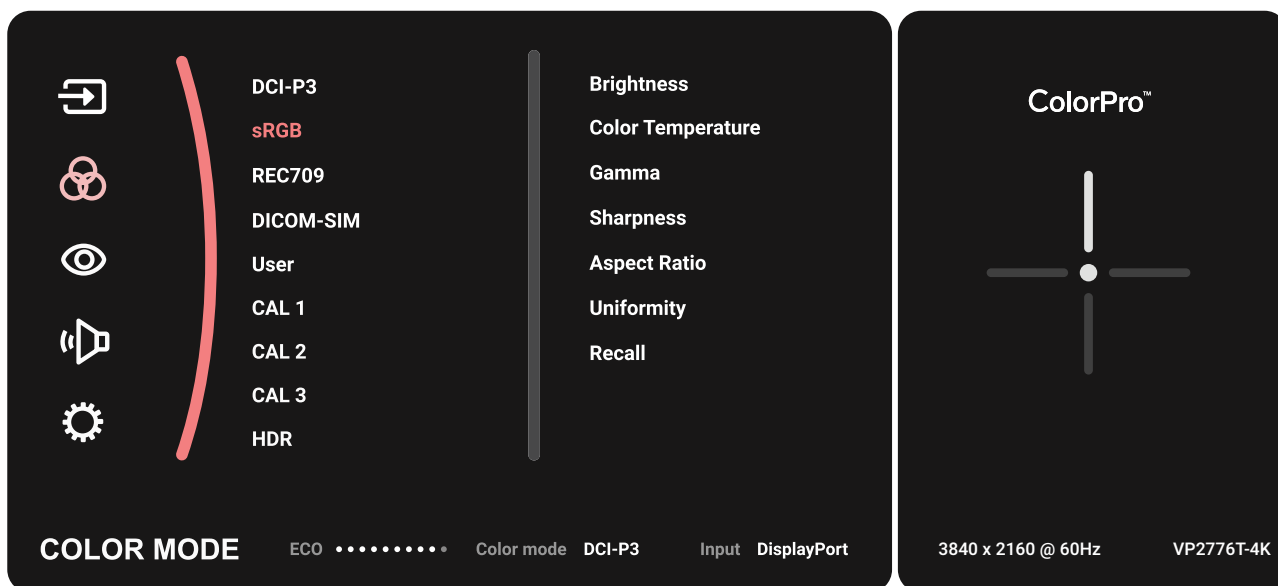 DCI-P3
sRGB
REC709
DICOM-SIM
User
CAL 1
CAL 2
CAL 3
HDR
Brightness
Color Temperature
Gamma
Sharpness
Aspect Ratio
Uniformity
Recall
COLOR MODE
ECO
Color mode DCI-P3
Input DisplayPort
ColorPro™
3840 x 2160 @ 60Hz
VP2776T-4K